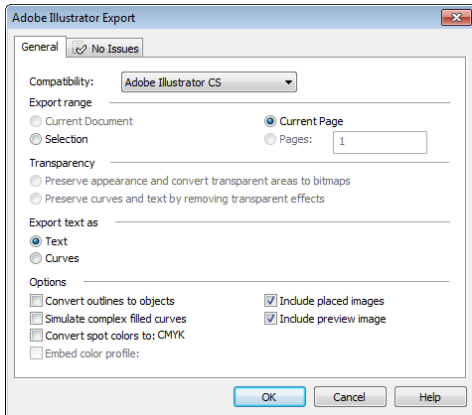 Adobe Illustrator Export
General No Issues
Compatibility: Adobe Illustrator CS
Export range
Current Document Current Page
Selection Pages: 1
Transparency
Preserve appearance and convert transparent areas to bitmaps
Preserve curves and text by removing transparent effects
Export text as
Text
Curves
Options
Convert outlines to objects Include placed images
Simulate complex filled curves Include preview image
Convert spot colors to: CMYK
Embed color profile:
OK Cancel Help